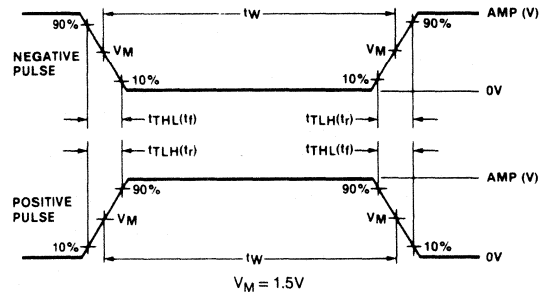 tW
90%
90%
AMP (V)
NEGATIVE
PULSE
VM
VM
10%
10%
0V
tTHL(tf)
tTLH(tr)
tTLH(tr)
tTHL(tf)
AMP (V)
POSITIVE
PULSE
90%
90%
VM
VM
10%
10%
0V
tW
VM = 1.5V